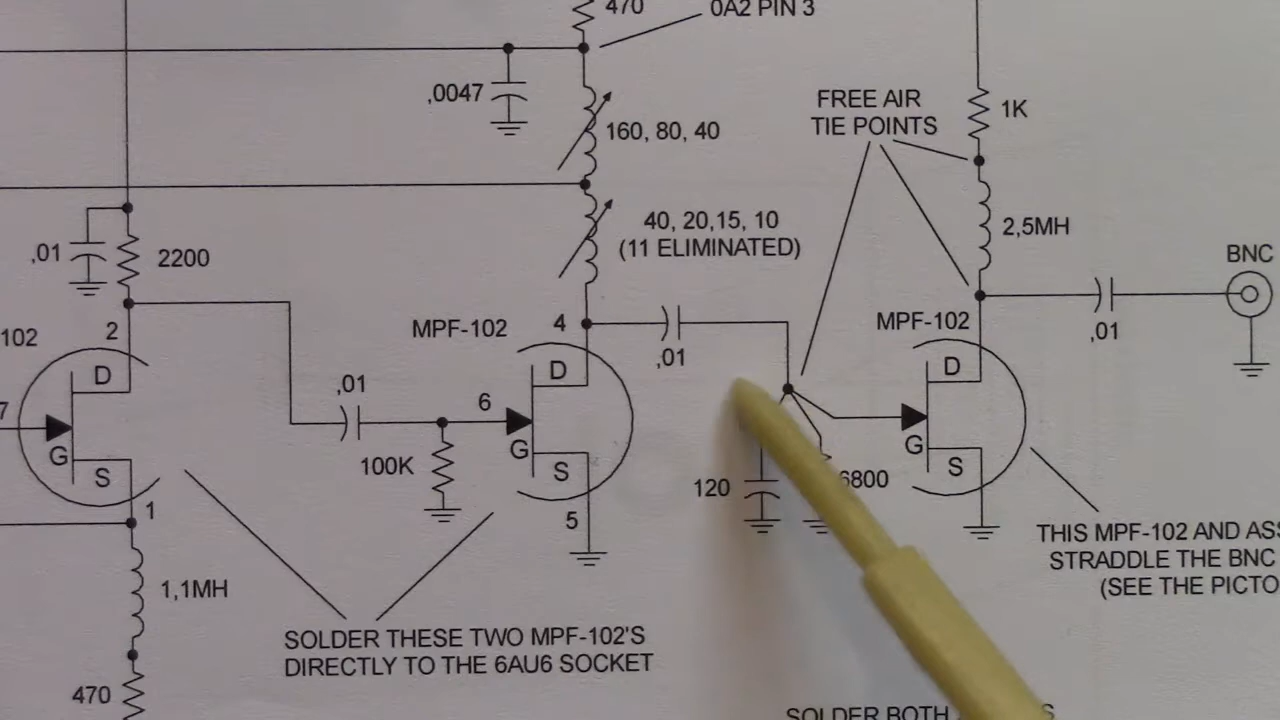 470
0A2 PIN 3
,0047
160, 80, 40
FREE AIR
TIE POINTS
1K
,01
2200
40, 20,15, 10
(11 ELIMINATED)
2,5MH
BNC
102
2
D
7
G
S
1
,01
100K
MPF-102
4
6
D
G
S
5
,01
120
6800
MPF-102
D
G
S
,01
1,1MH
470
SOLDER THESE TWO MPF-102'S
DIRECTLY TO THE 6AU6 SOCKET
THIS MPF-102 AND
STRADDLE THE BNC
(SEE THE
SOLDER BOTH